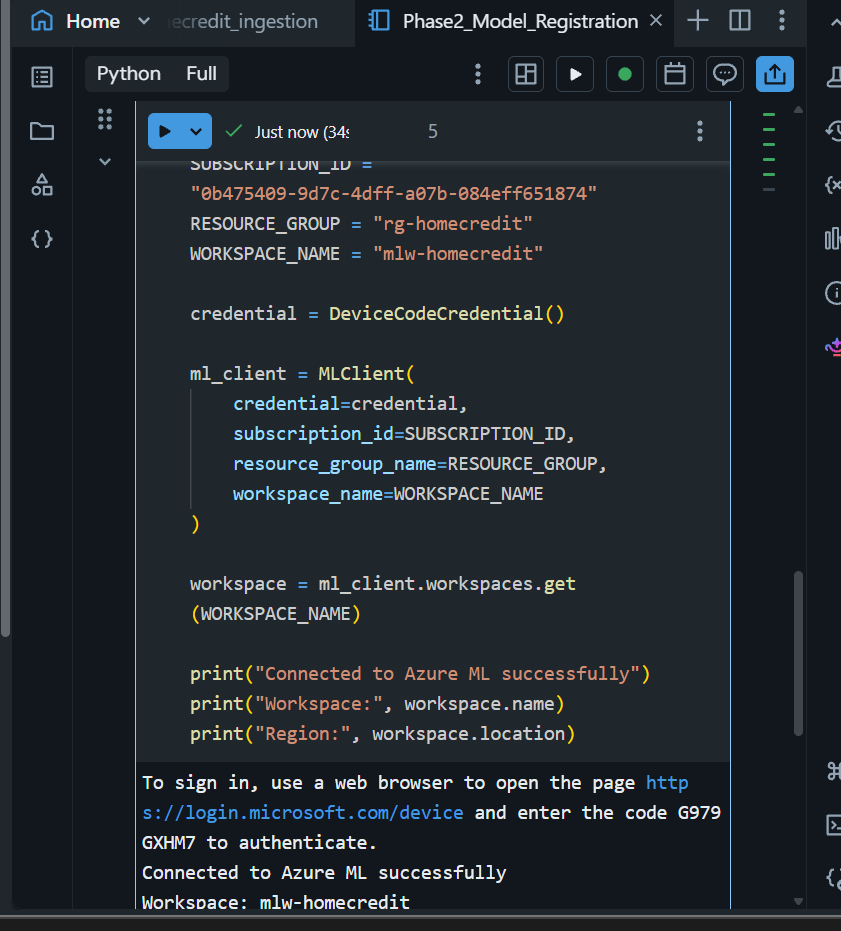 Home
ecredit_ingestion
Phase2_Model_Registration
Python Full
Just now (34s
5
SUBSCRIPTION_ID =
"0b475409-9d7c-4dff-a07b-084eff651874"
RESOURCE_GROUP = "rg-homecredit"
WORKSPACE_NAME = "mlw-homecredit"
credential = DeviceCodeCredential()
ml_client = MLClient(
credential=credential,
subscription_id=SUBSCRIPTION_ID,
resource_group_name=RESOURCE_GROUP,
workspace_name=WORKSPACE_NAME
)
workspace = ml_client.workspaces.get
(WORKSPACE_NAME)
print("Connected to Azure ML successfully")
print("Workspace:", workspace.name)
print("Region:", workspace.location)
To sign in, use a web browser to open the page http
s://login.microsoft.com/device and enter the code G979
GXHM7 to authenticate.
Connected to Azure ML successfully
Workspace: mlw-homecredit